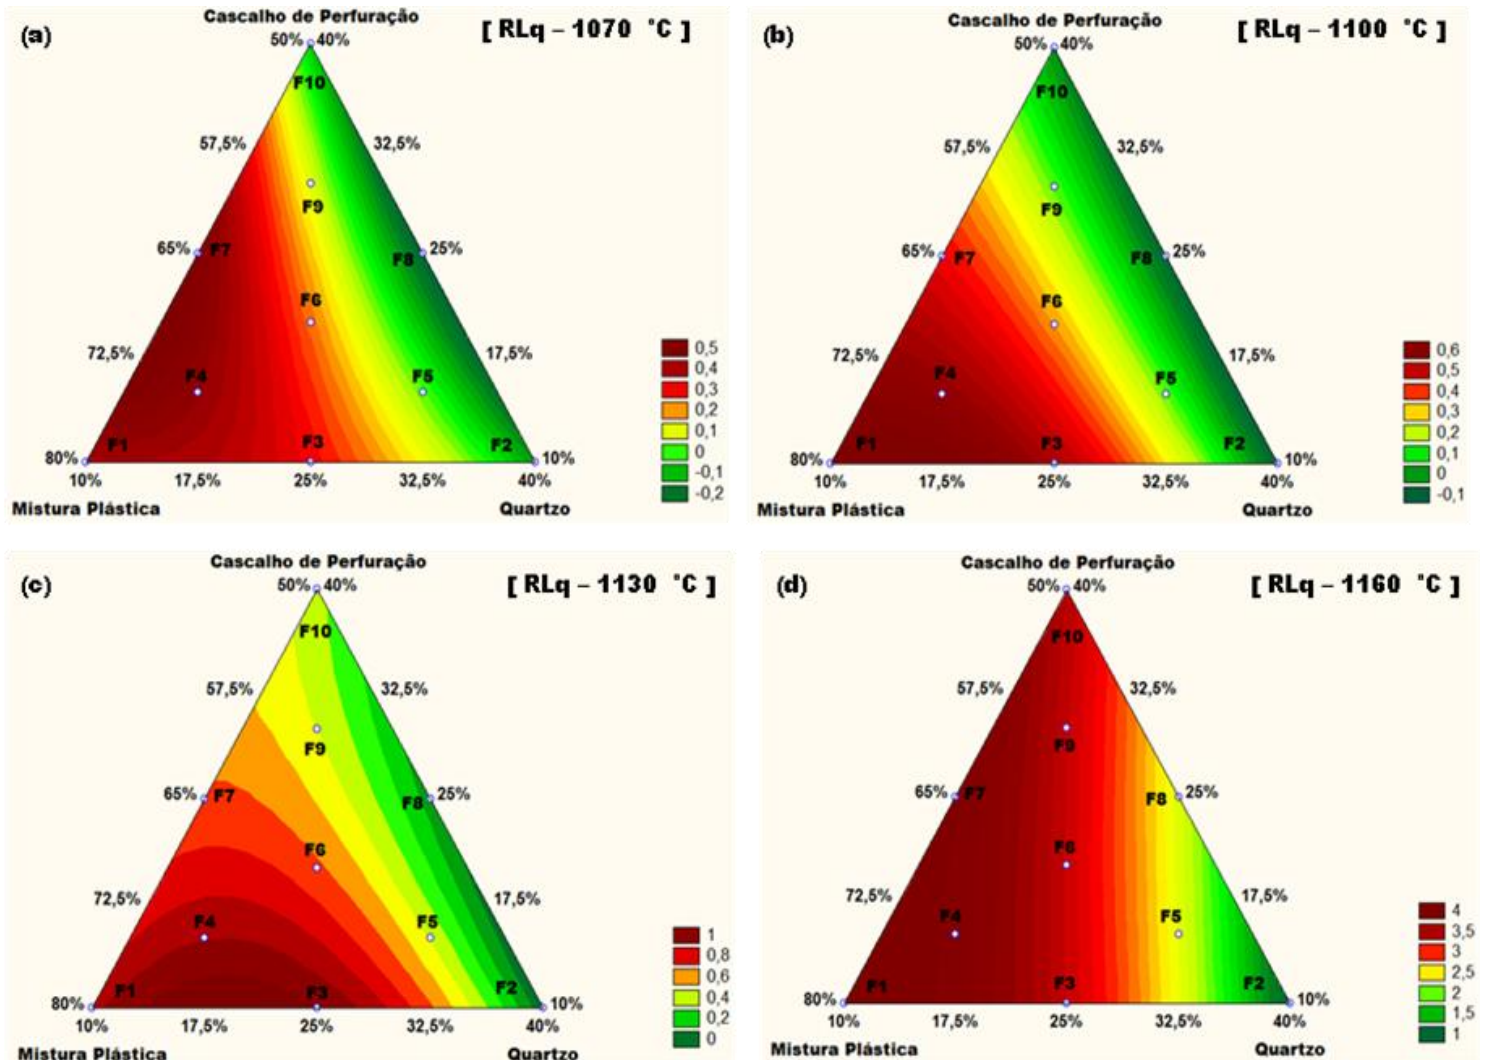 (a)
Cascalho de Perfuração
[ RLq – 1070 °C ]
50% 40%
F10
57,5% 32,5%
F9
65% F7 F8 25%
F6
72,5% 17,5%
F4 F5
F1 F3 F2
80% 10%
10% 17,5% 25% 32,5% 40%
Mistura Plástica Quartzo
0,5
0,4
0,3
0,2
0,1
0
-0,1
-0,2
(b)
Cascalho de Perfuração
[ RLq – 1100 °C ]
50% 40%
F10
57,5% 32,5%
F9
65% F7 F8 25%
F6
72,5% 17,5%
F4 F5
F1 F3 F2
80% 10%
10% 17,5% 25% 32,5% 40%
Mistura Plástica Quartzo
0,6
0,5
0,4
0,3
0,2
0,1
0
-0,1
(c)
Cascalho de Perfuração
[ RLq – 1130 °C ]
50% 40%
F10
57,5% 32,5%
F9
65% F7 F8 25%
F6
72,5% 17,5%
F4 F5
F1 F3 F2
80% 10%
10% 17,5% 25% 32,5% 40%
Mistura Plástica Quartzo
1
0,8
0,6
0,4
0,2
0
(d)
Cascalho de Perfuração
[ RLq – 1160 °C ]
50% 40%
F10
57,5% 32,5%
F9
65% F7 F8 25%
F6
72,5% 17,5%
F4 F5
F1 F3 F2
80% 10%
10% 17,5% 25% 32,5% 40%
Mistura Plástica Quartzo
4
3,5
3
2,5
2
1,5
1